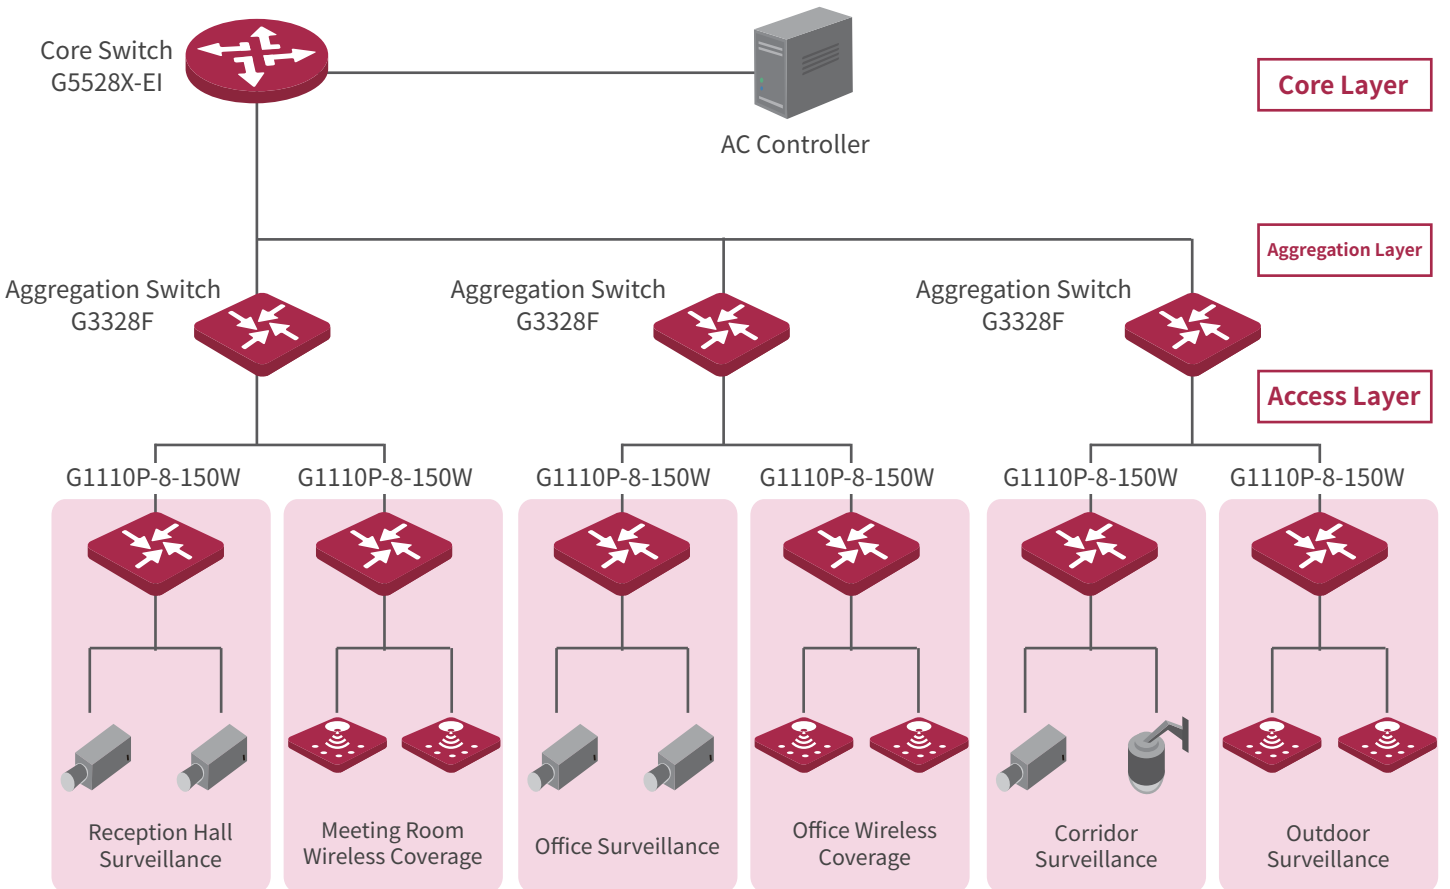 Core Switch
G5528X-EI
AC Controller
Core Layer
Aggregation Layer
Aggregation Switch
G3328F
Aggregation Switch
G3328F
Aggregation Switch
G3328F
Access Layer
G1110P-8-150W
G1110P-8-150W
G1110P-8-150W
G1110P-8-150W
G1110P-8-150W
G1110P-8-150W
Reception Hall
Surveillance
Meeting Room
Wireless Coverage
Office Surveillance
Office Wireless
Coverage
Corridor
Surveillance
Outdoor
Surveillance